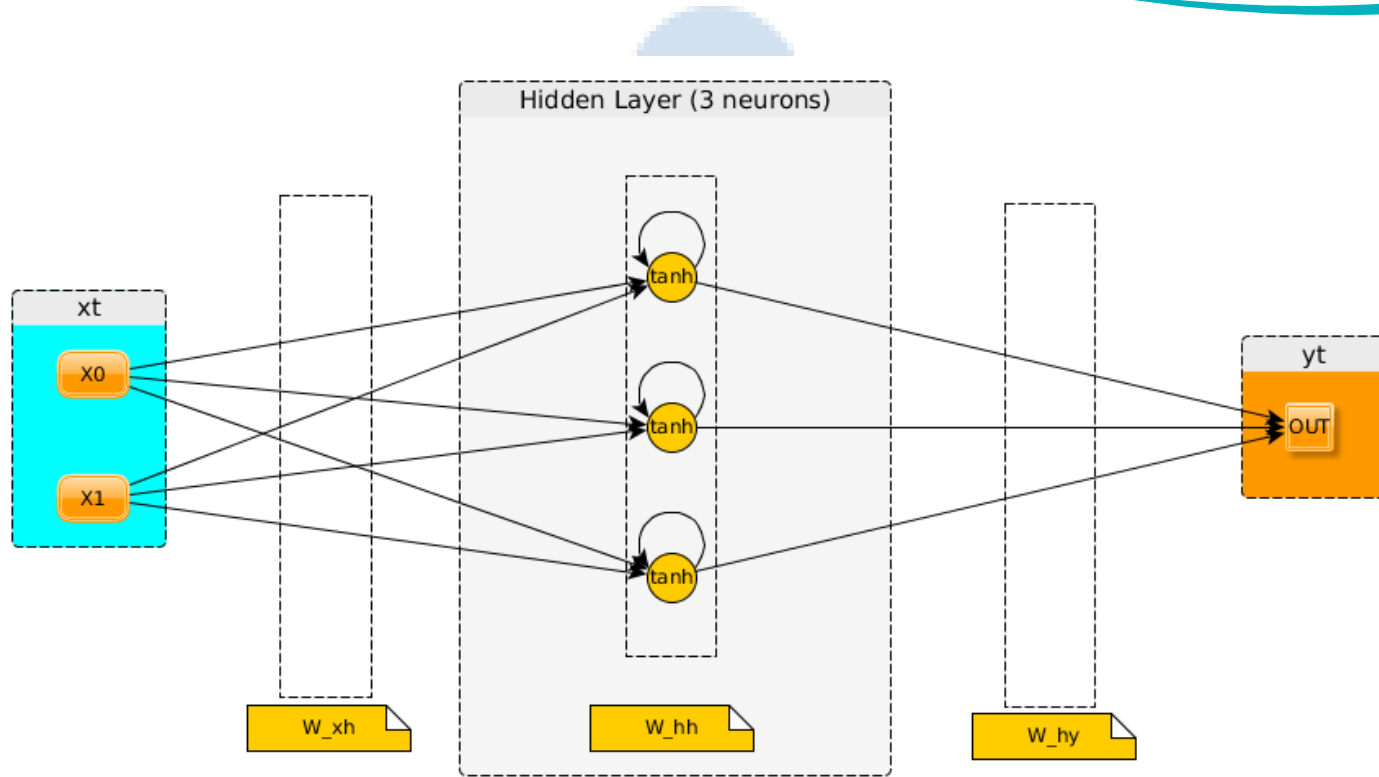 Hidden Layer (3 neurons)
xt
X0
X1
tanh
tanh
tanh
yt
OUT
W_xh
W_hh
W_hy